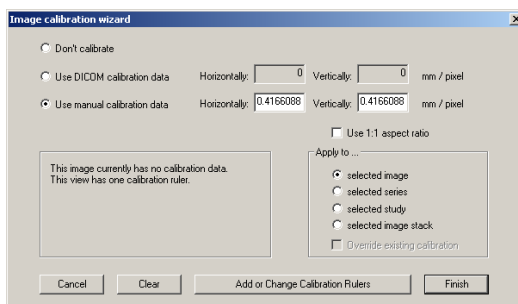 Image calibration wizard
Don't calibrate
Use DICOM calibration data Horizontally: 0 Vertically: 0 mm / pixel
Use manual calibration data Horizontally: 0.4166088 Vertically: 0.4166088 mm / pixel
Use 1:1 aspect ratio
This image currently has no calibration data.
This view has one calibration ruler.
Apply to ...
selected image
selected series
selected study
selected image stack
Override existing calibration
Cancel Clear Add or Change Calibration Rulers Finish